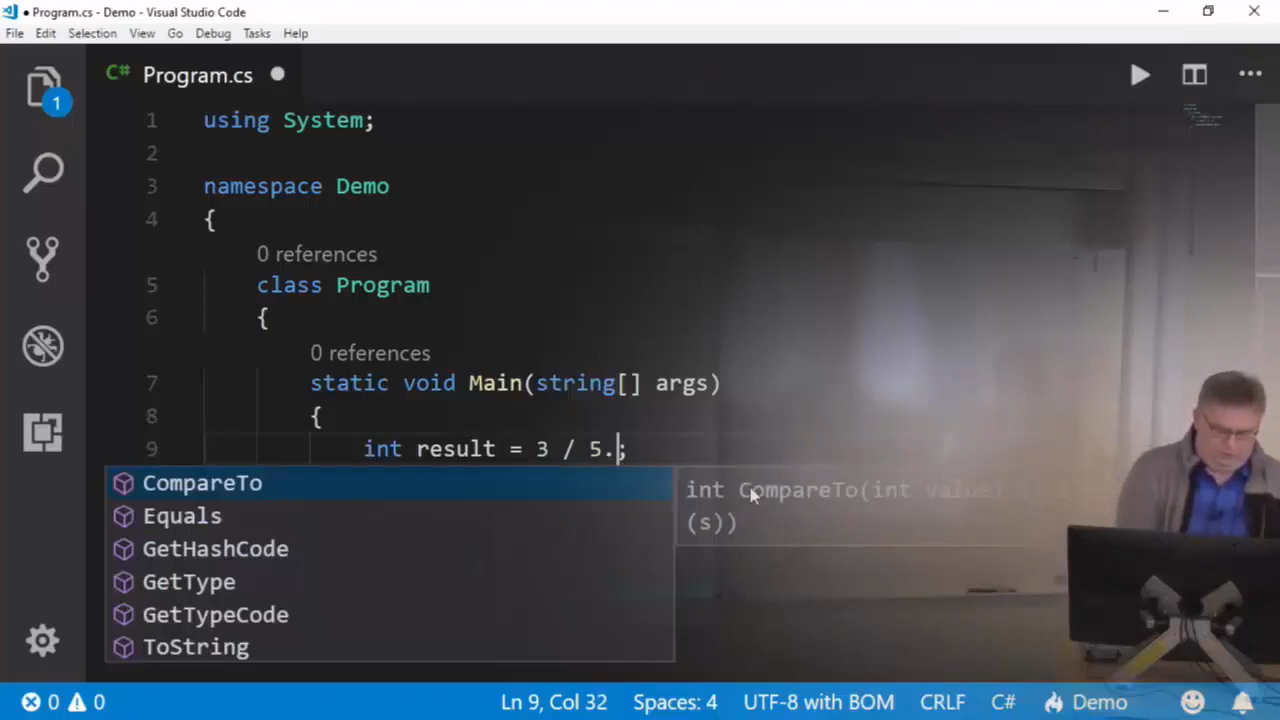 ● Program.cs - Demo - Visual Studio Code
File Edit Selection View Go Debug Tasks Help
C# Program.cs
1 using System;
2
3 namespace Demo
4 {
0 references
5 class Program
6 {
0 references
7 static void Main(string[] args)
8 {
9 int result = 3 / 5.;
CompareTo
int CompareTo(int value)
(s))
Equals
GetHashCode
GetType
GetTypeCode
ToString
1
0 0 Ln 9, Col 32 Spaces: 4 UTF-8 with BOM CRLF C# Demo